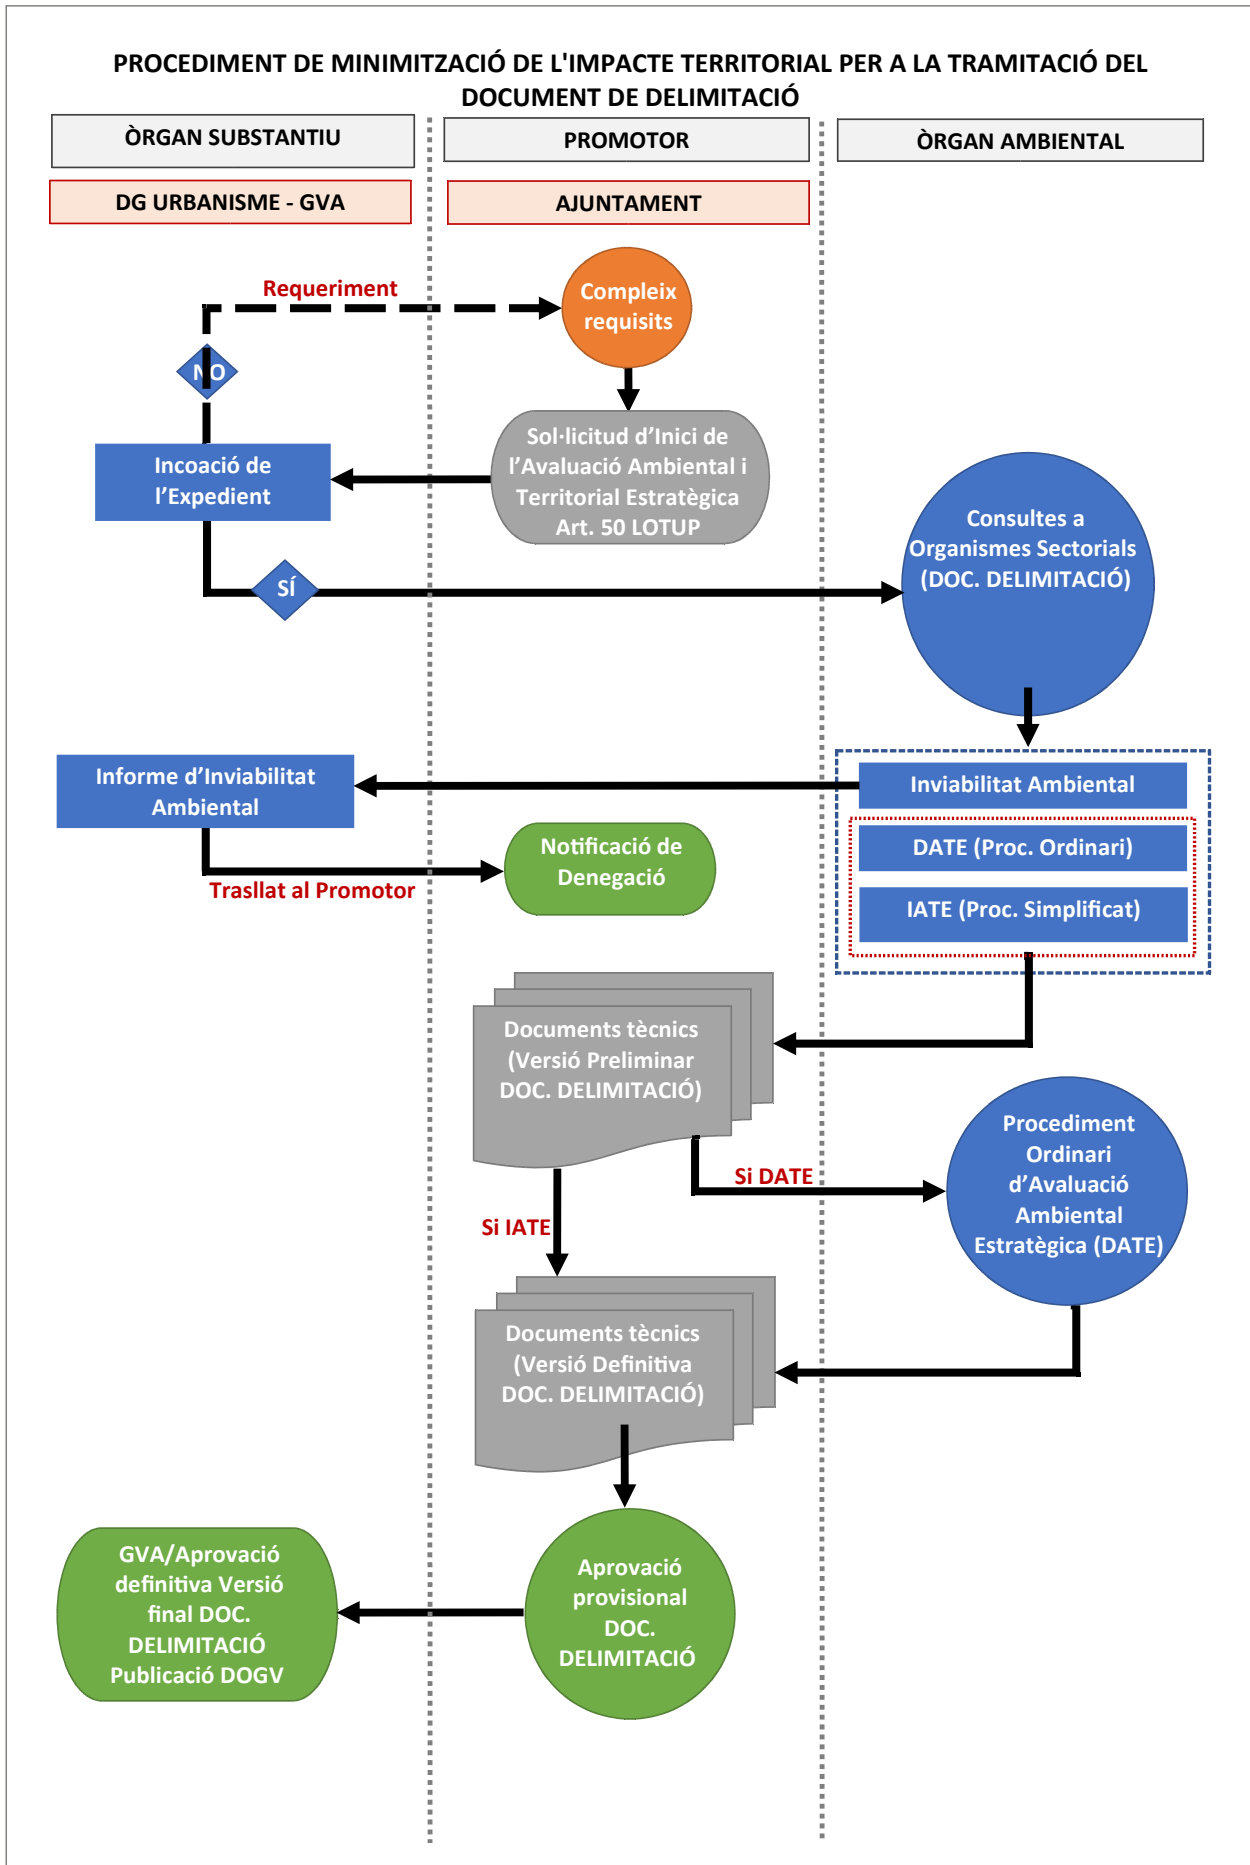 PROCEDIMENT DE MINIMITZACIÓ DE L'IMPACTE TERRITORIAL PER A LA TRAMITACIÓ DEL
DOCUMENT DE DELIMITACIÓ
ÒRGAN SUBSTANTIU
PROMOTOR
ÒRGAN AMBIENTAL
DG URBANISME - GVA
AJUNTAMENT
Requeriment
Compleix
requisits
NO
Sol·licitud d’Inici de
l’Avaluació Ambiental i
Territorial Estratègica
Art. 50 LOTUP
Incoació de
l’Expedient
Consultes a
Organismes Sectorials
(DOC. DELIMITACIÓ)
SÍ
Informe d’Inviabilitat
Ambiental
Inviabilitat Ambiental
DATE (Proc. Ordinari)
IATE (Proc. Simplificat)
Notificació de
Denegació
Trasllat al Promotor
Documents tècnics
(Versió Preliminar
DOC. DELIMITACIÓ)
Si DATE
Procediment
Ordinari
d’Avaluació
Ambiental
Estratègica (DATE)
Si IATE
Documents tècnics
(Versió Definitiva
DOC. DELIMITACIÓ)
GVA/Aprovació
definitiva Versió
final DOC.
DELIMITACIÓ
Publicació DOGV
Aprovació
provisional
DOC.
DELIMITACIÓ